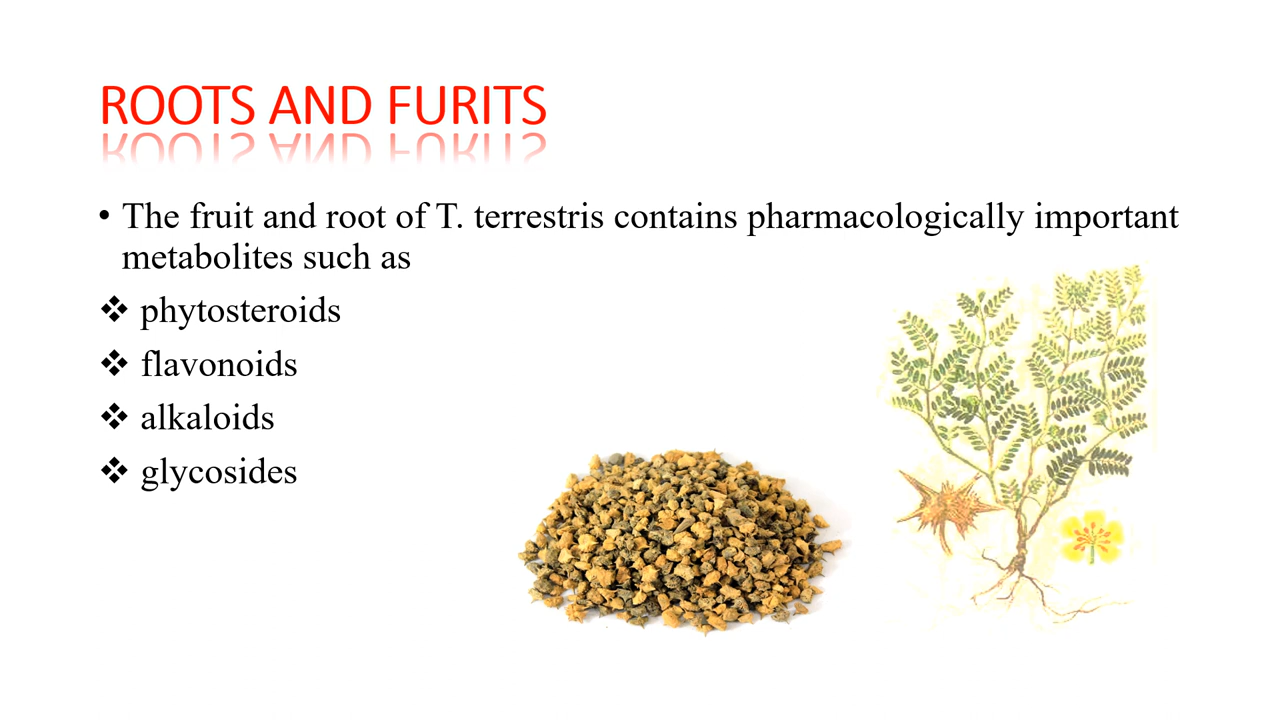 ROOTS AND FURITS
• The fruit and root of T. terrestris contains pharmacologically important
metabolites such as
❖ phytosteroids
❖ flavonoids
❖ alkaloids
❖ glycosides